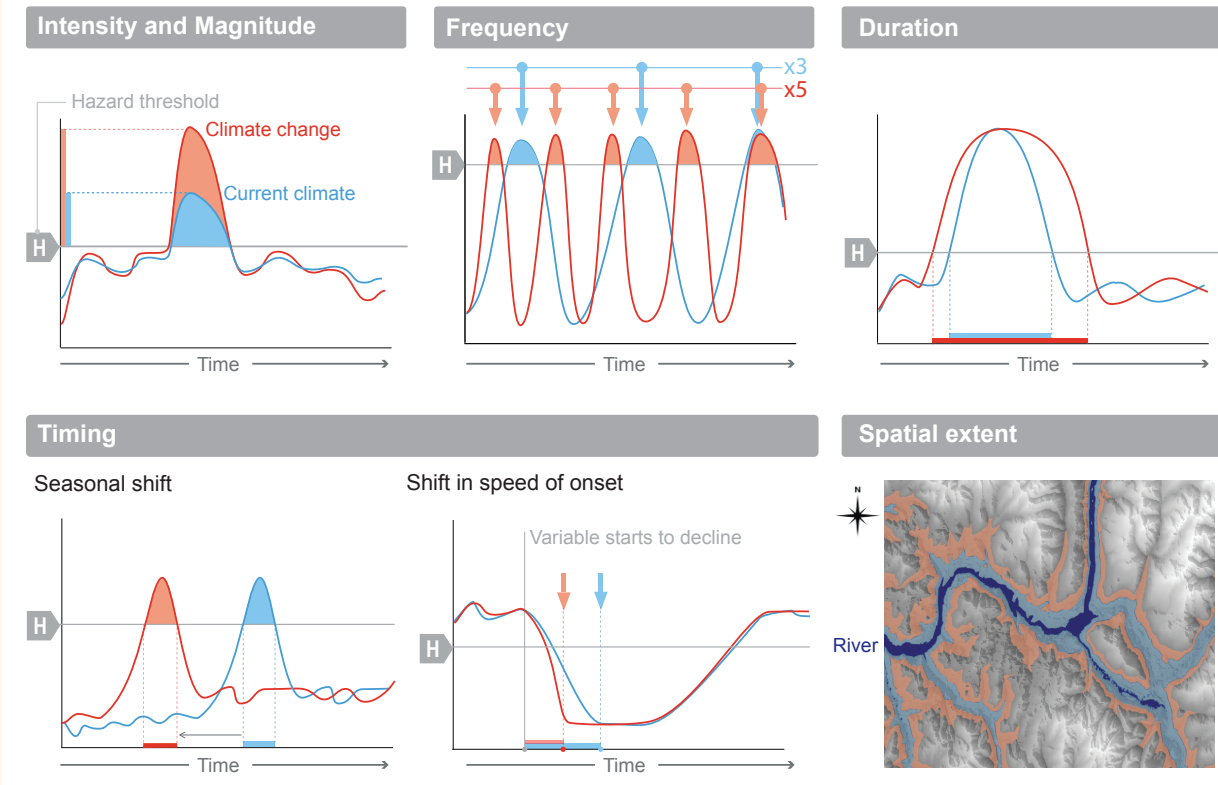 Intensity and Magnitude
Hazard threshold
Climate change
Current climate
H
Time
Frequency
x3
x5
H
Time
Duration
H
Time
Timing
Seasonal shift
H
Time
Shift in speed of onset
Variable starts to decline
H
Time
Spatial extent
N
River